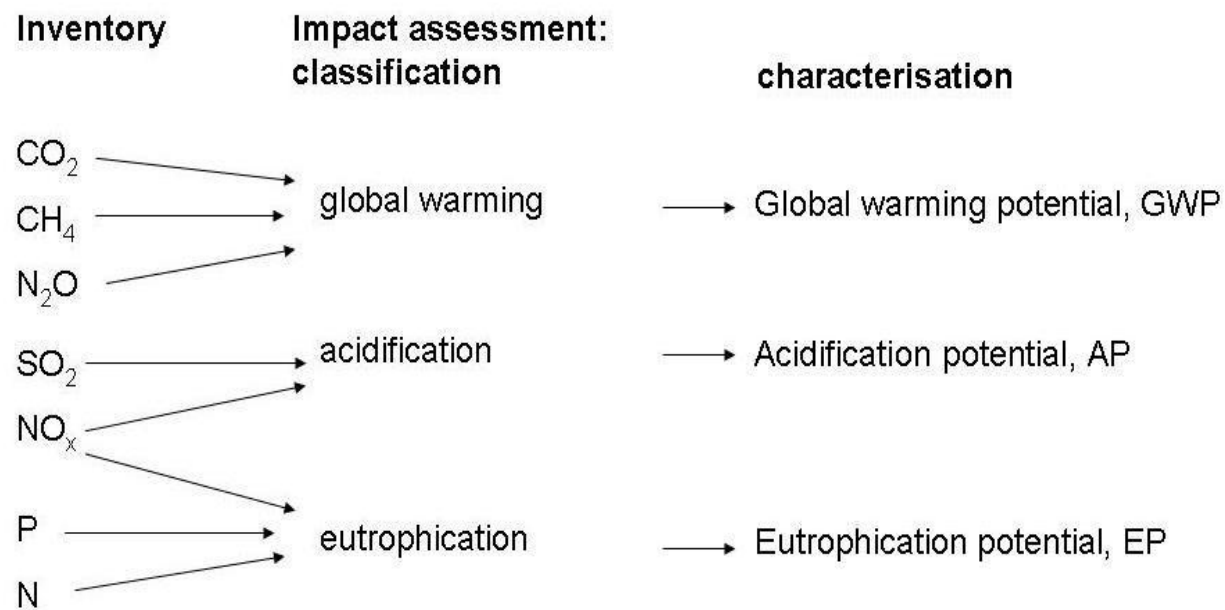 Inventory
Impact assessment:
classification
characterisation
CO₂
CH₄
N₂O
SO₂
NOₓ
P
N
global warming
acidification
eutrophication
Global warming potential, GWP
Acidification potential, AP
Eutrophication potential, EP